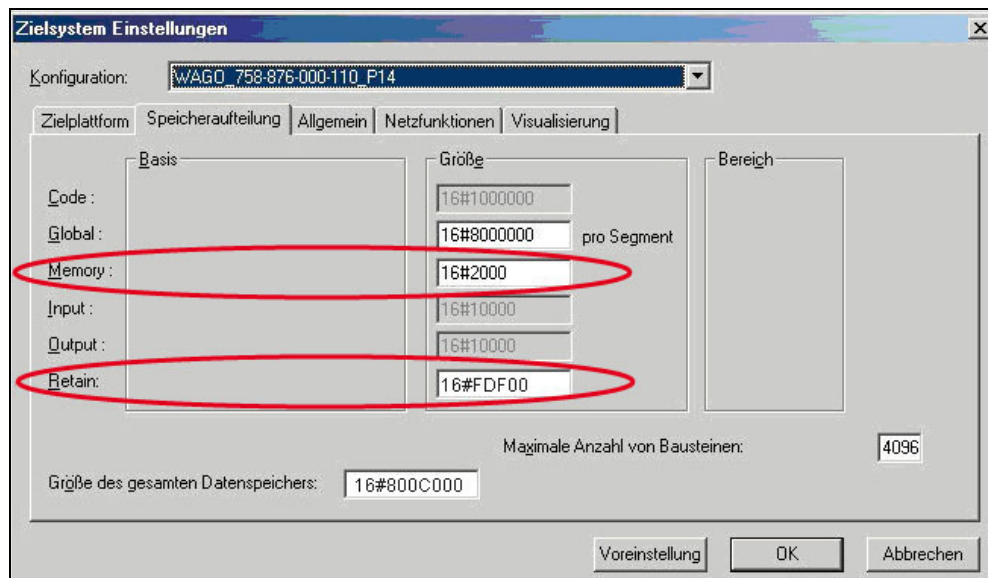 Zielsystem Einstellungen
Konfiguration: WAGO_758-876-000-110_P14
Zielplattform Speicheraufteilung Allgemein Netzfunktionen Visualisierung
Basis Größe Bereich
Code : 16#1000000
Global : 16#8000000 pro Segment
Memory : 16#2000
Input : 16#10000
Output : 16#10000
Retain: 16#FDF00
Maximale Anzahl von Bausteinen: 4096
Größe des gesamten Datenspeichers: 16#800C000
Voreinstellung OK Abbrechen